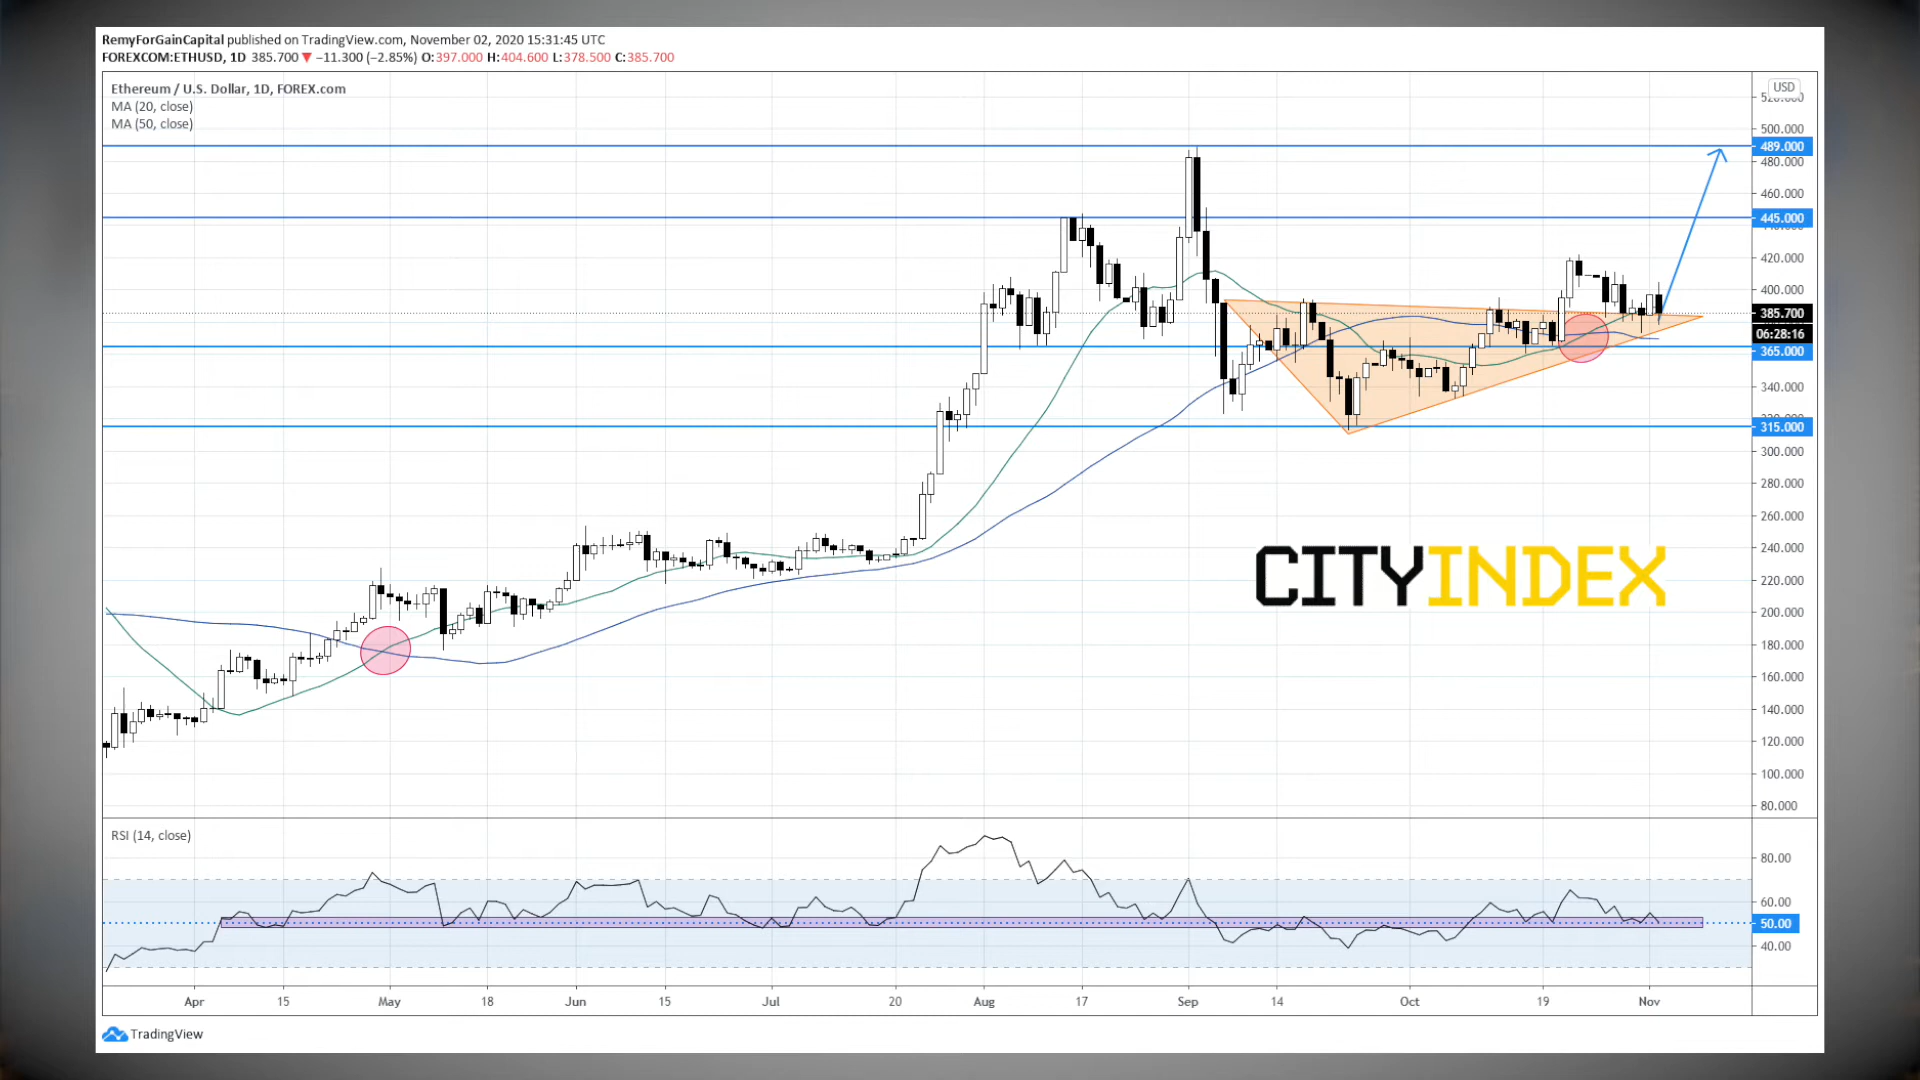 RemyForGainCapital published on TradingView.com, November 02, 2020 15:31:45 UTC
FOREXCOM:ETHUSD, 1D 385.700 ▼ −11.300 (−2.85%) O:397.000 H:404.600 L:378.500 C:385.700
Ethereum / U.S. Dollar, 1D, FOREX.com
MA (20, close)
MA (50, close)
USD
500.000
489.000
480.000
460.000
445.000
420.000
400.000
385.700
06:28:16
365.000
340.000
315.000
300.000
280.000
260.000
240.000
220.000
200.000
180.000
160.000
140.000
120.000
100.000
80.000
CITYINDEX
RSI (14, close)
80.00
60.00
50.00
40.00
Apr 15 May 18 Jun 15 Jul 20 Aug 17 Sep 14 Oct 19 Nov
TradingView